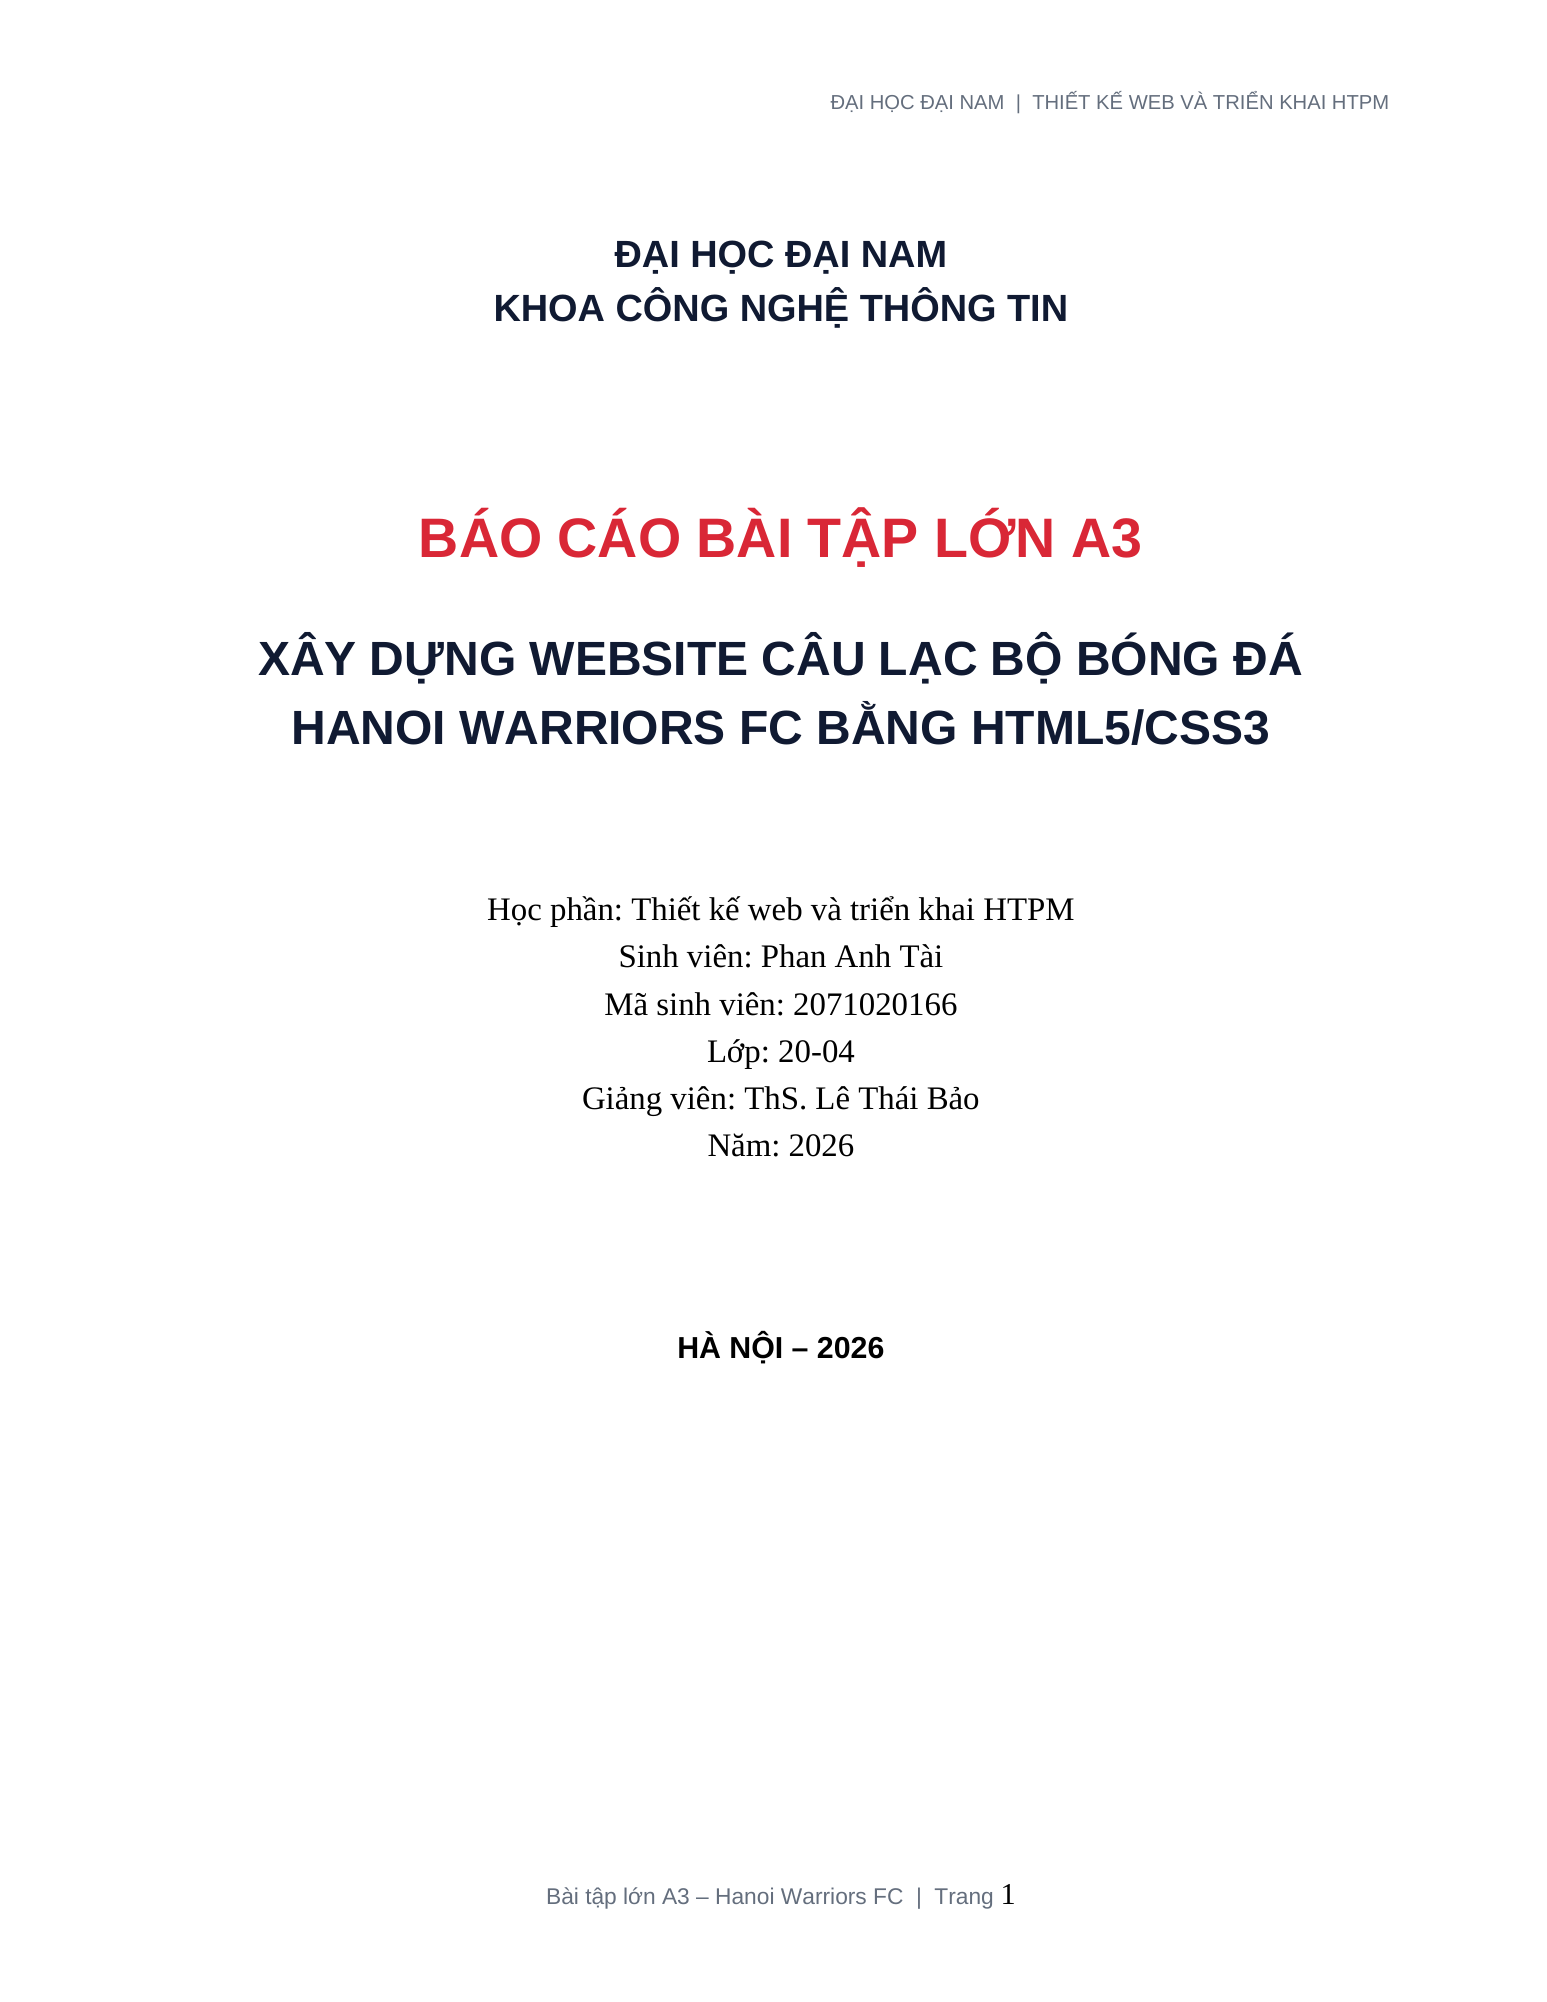 ĐẠI HỌC ĐẠI NAM | THIẾT KẾ WEB VÀ TRIỂN KHAI HTPM
ĐẠI HỌC ĐẠI NAM
KHOA CÔNG NGHỆ THÔNG TIN
BÁO CÁO BÀI TẬP LỚN A3
XÂY DỰNG WEBSITE CÂU LẠC BỘ BÓNG ĐÁ
HANOI WARRIORS FC BẰNG HTML5/CSS3
Học phần: Thiết kế web và triển khai HTPM
Sinh viên: Phan Anh Tài
Mã sinh viên: 2071020166
Lớp: 20-04
Giảng viên: ThS. Lê Thái Bảo
Năm: 2026
HÀ NỘI – 2026
Bài tập lớn A3 – Hanoi Warriors FC | Trang 1